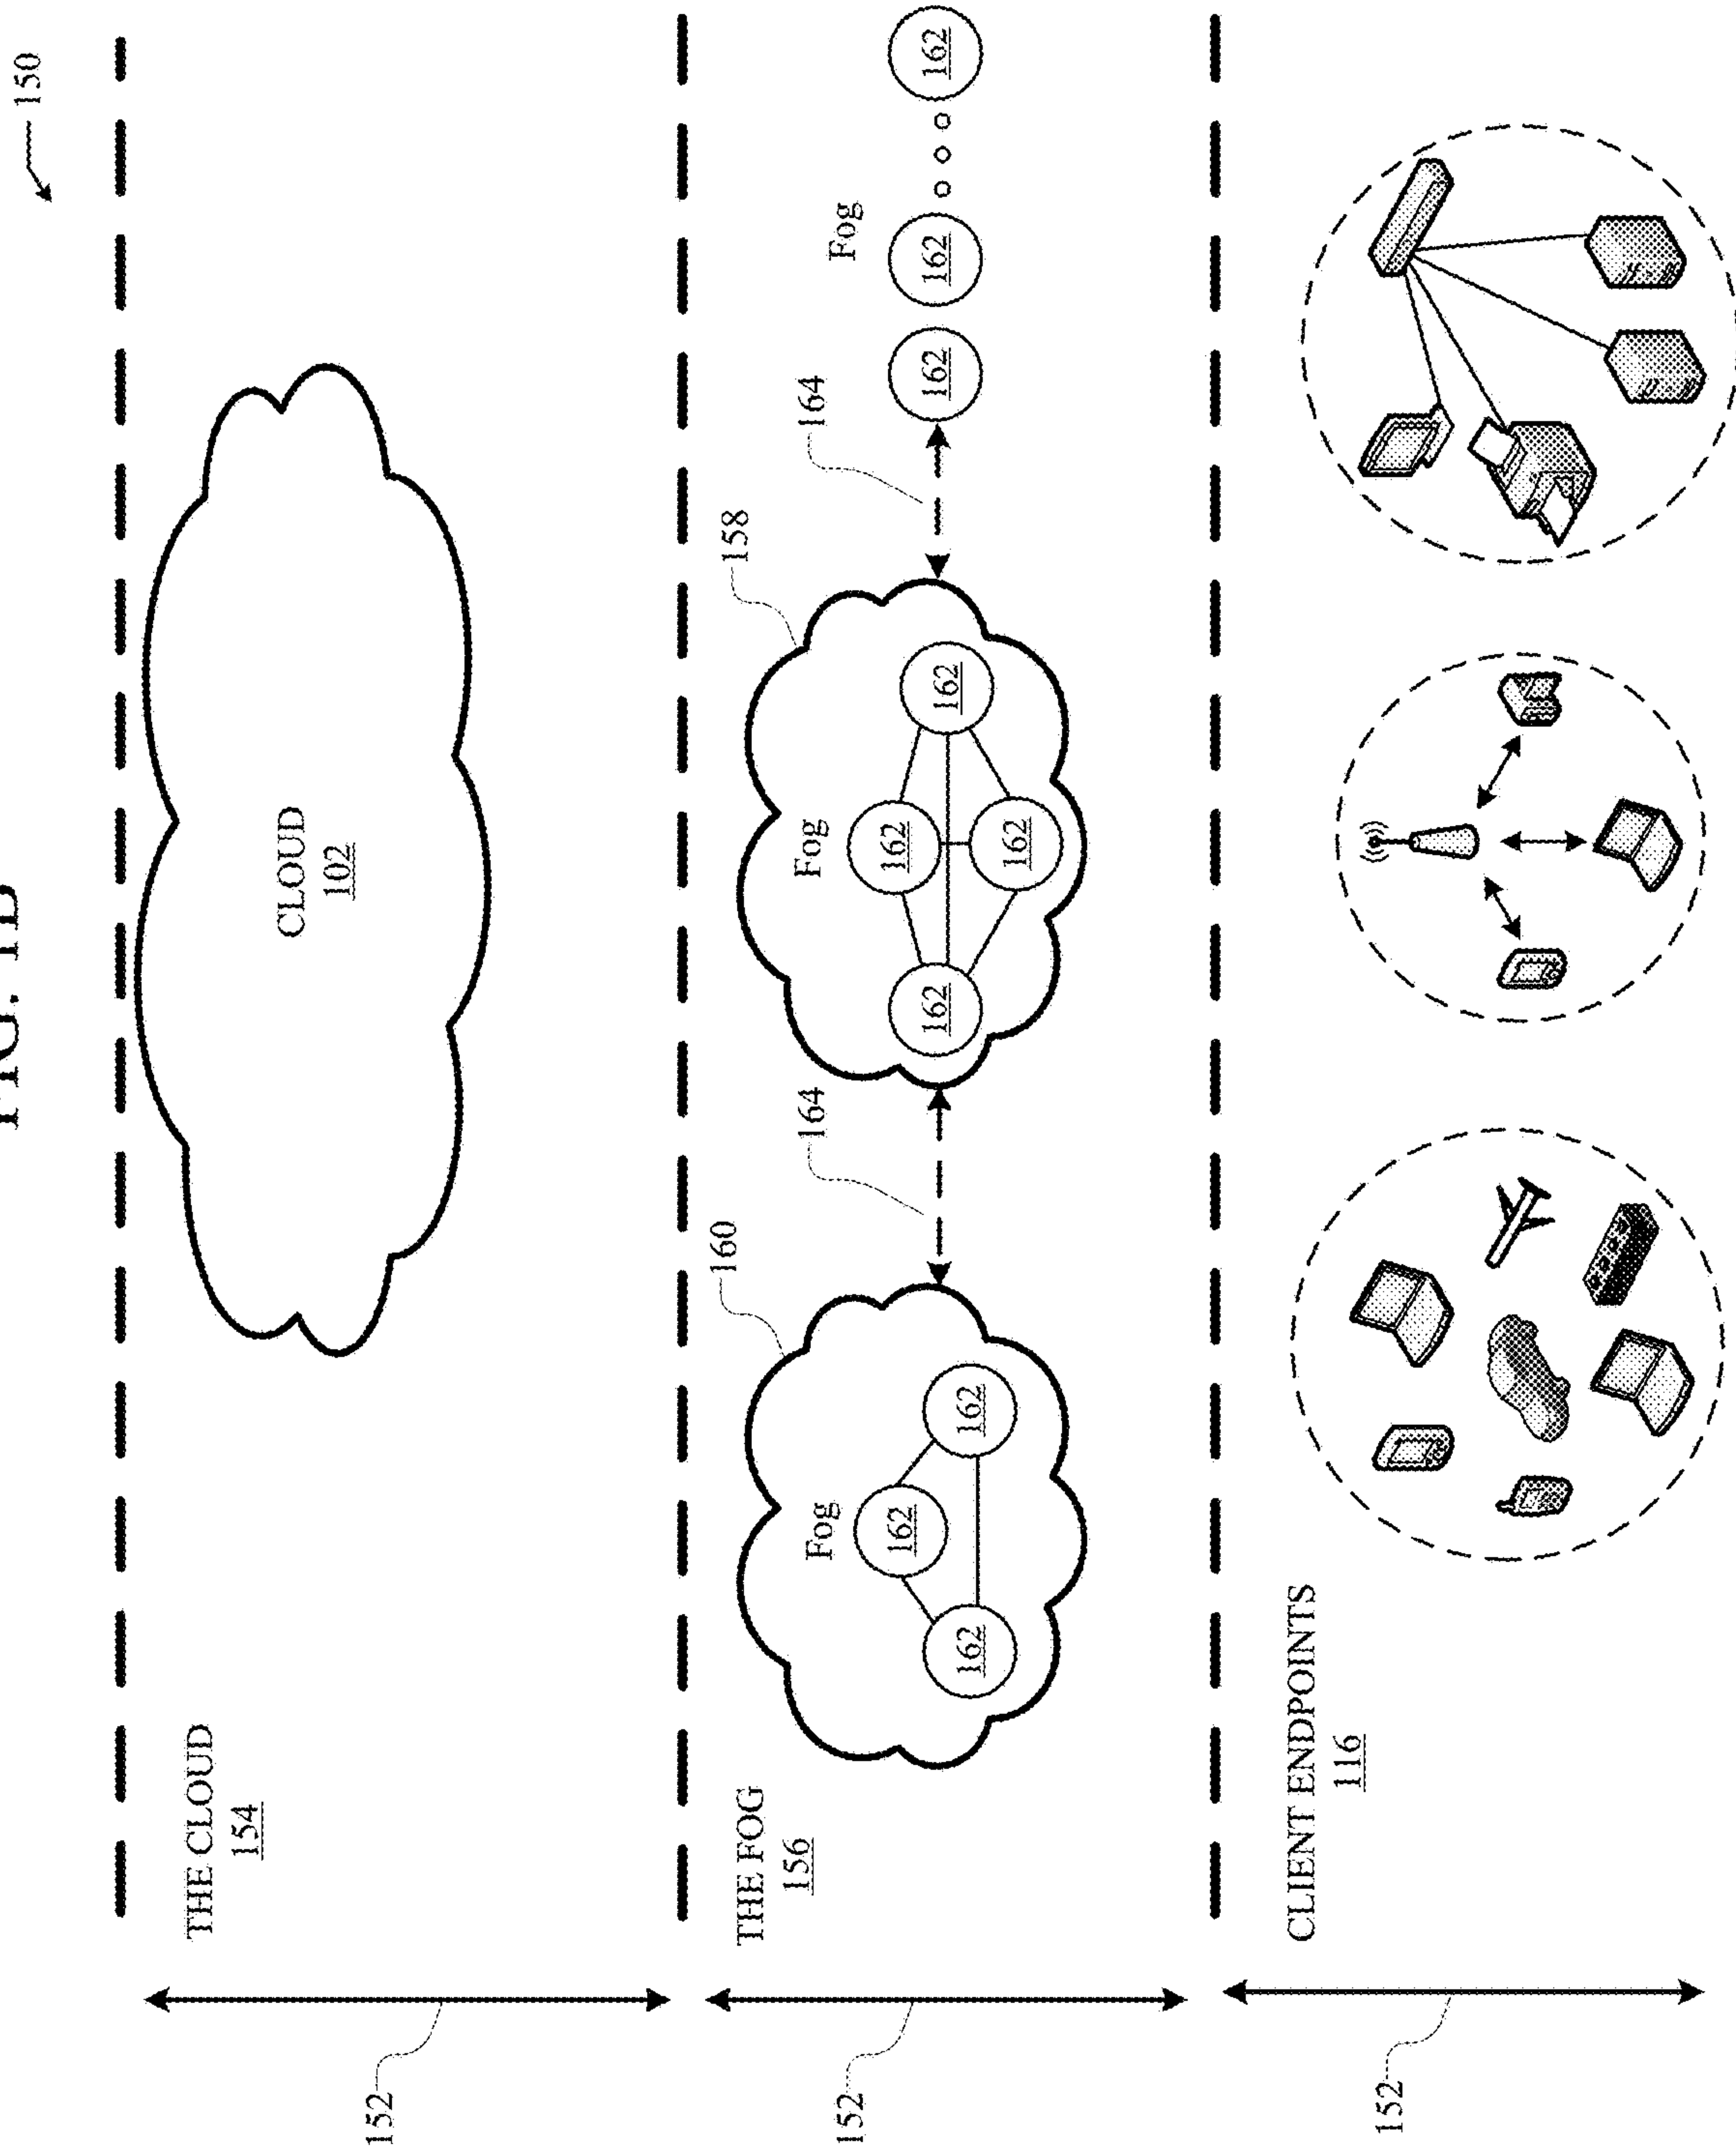 FIG. 1B
150
THE CLOUD
154
CLOUD
102
152
THE FOG
156
160
164
158
164
Fog
Fog
Fog
162
162
162
162
162
162
162
162
162
162
152
CLIENT ENDPOINTS
116
152